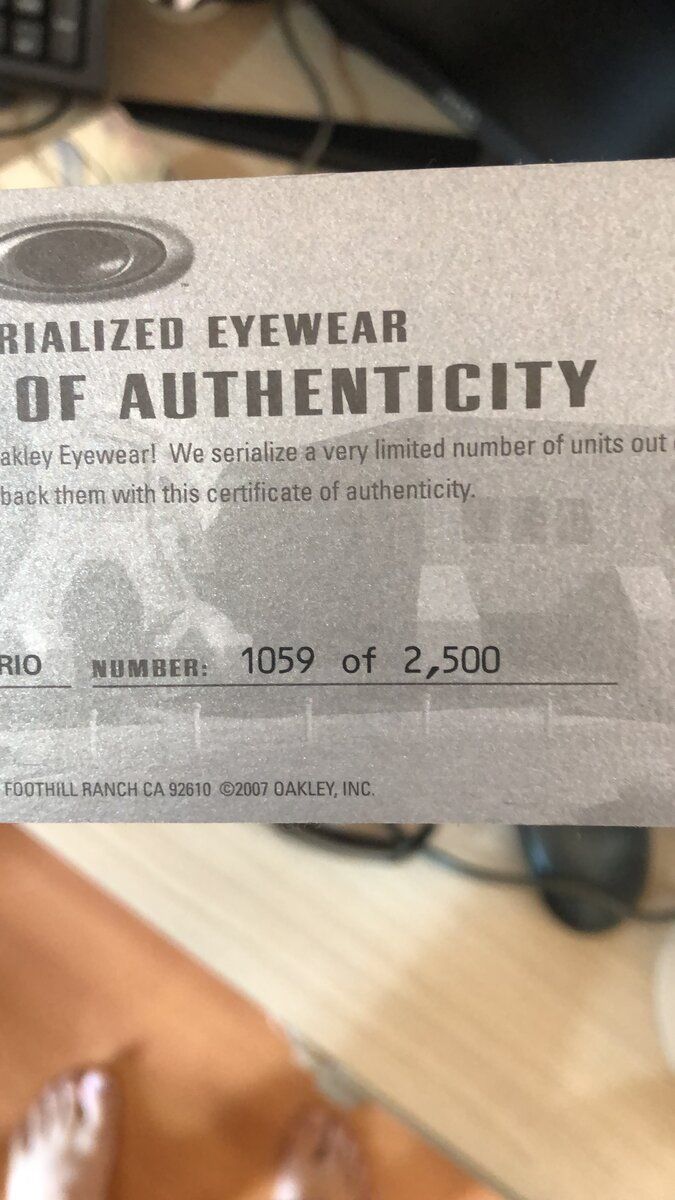 RIALIZED EYEWEAR
OF AUTHENTICITY
akley Eyewear! We serialize a very limited number of units out
back them with this certificate of authenticity.
RIO NUMBER: 1059 of 2,500
FOOTHILL RANCH CA 92610 ©2007 OAKLEY, INC.